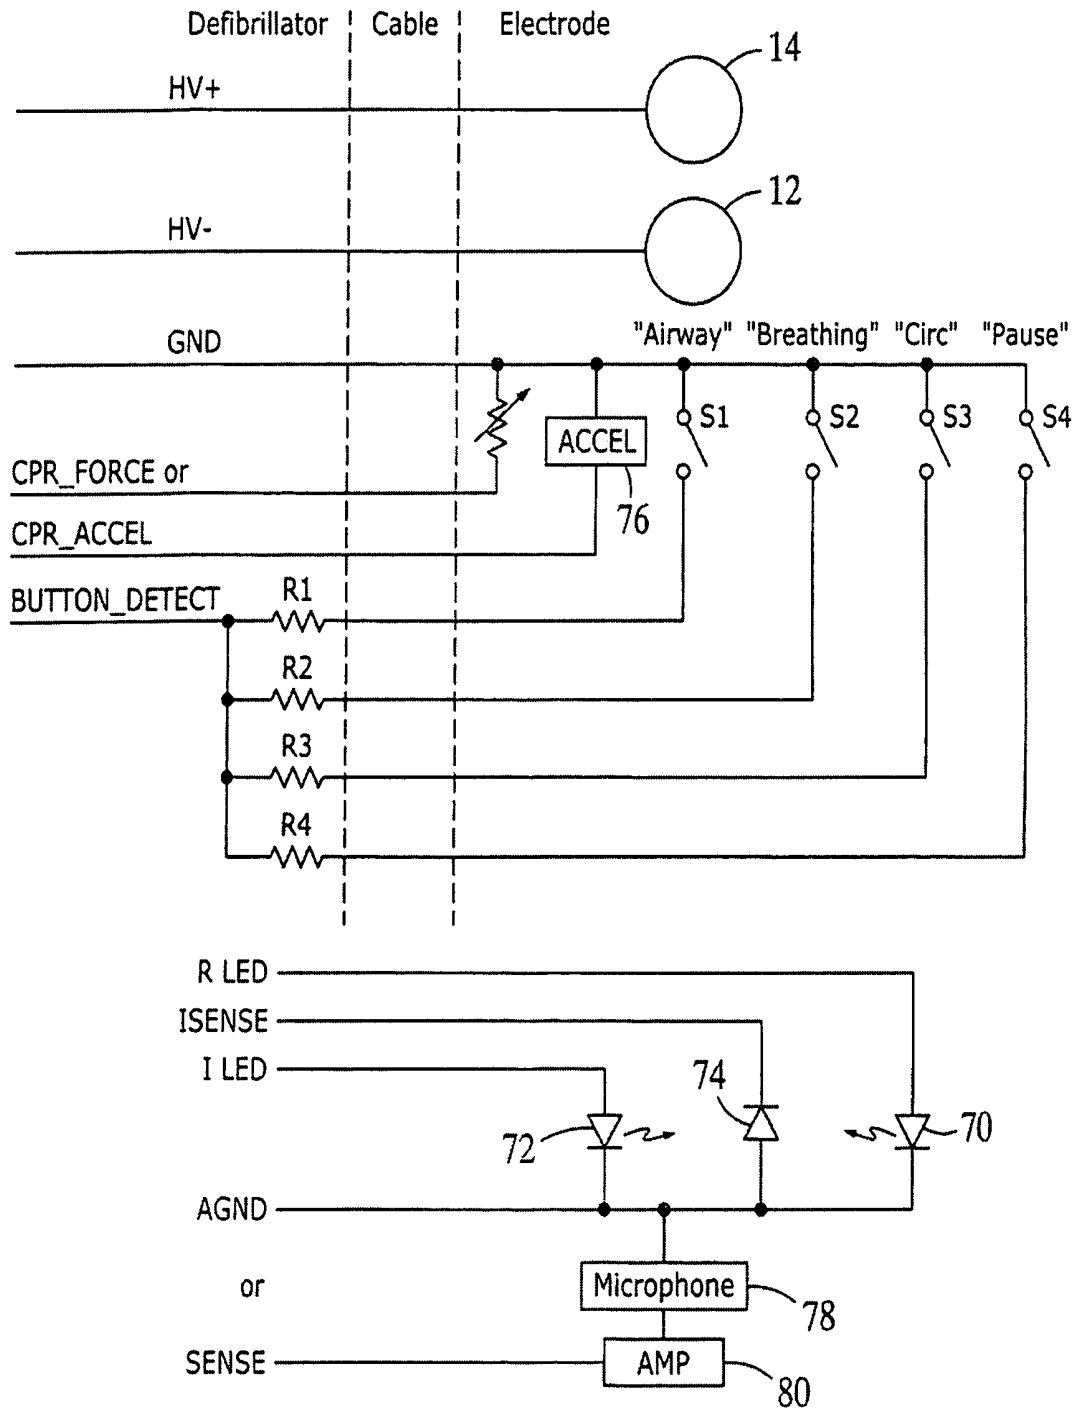 Defibrillator Cable Electrode
14
HV+
12
HV-
"Airway" "Breathing" "Circ" "Pause"
GND
S1 S2 S3 S4
ACCEL
CPR_FORCE or
76
CPR_ACCEL
R1
BUTTON_DETECT
R2
R3
R4
R LED
ISENSE
I LED
74
72
70
AGND
or
Microphone
78
SENSE
AMP
80